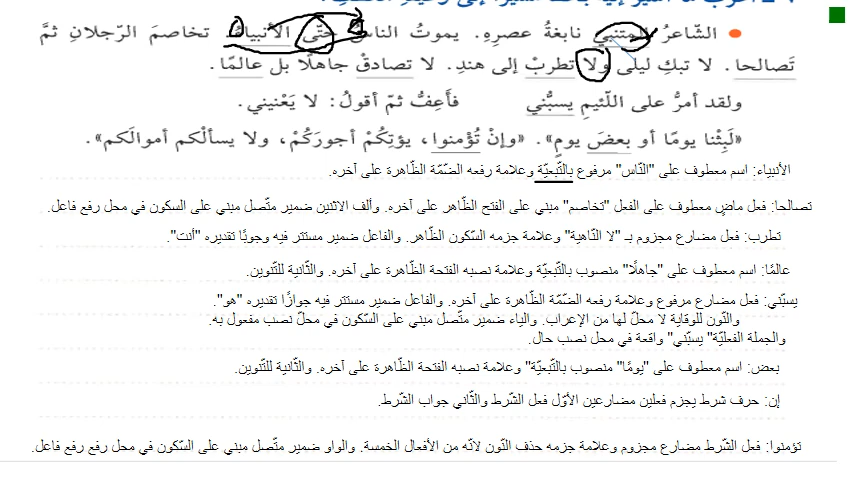 الشّاعرُ المتنبي نابغةُ عصرِهِ. يموتُ الناسُ حتّى الأنبياءُ. تخاصمَ الرّجلانِ ثمَّ
تَصالحا. لا تبكِ ليلى ولا تطربْ إلى هندِ. لا تصادقْ جاهلًا بل عالمًا.
ولقد أمرُّ على اللّئيمِ يسبُّني فأَعِفُّ ثمّ أقولُ: لا يَعْنيني.
«لَبِثْنا يومًا أو بعضَ يومٍ». «وإنْ تُؤْمنوا، يؤتِكُمْ أجورَكُمْ، ولا يسألْكم أموالَكم».
الأنبياء: اسم معطوف على "النّاس" مرفوع بالتّبعيّة وعلامة رفعه الضّمّة الظّاهرة على آخره.
تصالحا: فعل ماضٍ معطوف على الفعل "تخاصم" مبني على الفتح الظّاهر على آخره. وألف الاثنين ضمير متّصل مبني على السكون في محل رفع فاعل.
تطرب: فعل مضارع مجزوم بـ "لا النّاهية" وعلامة جزمه السّكون الظّاهر. والفاعل ضمير مستتر فيه وجوبًا تقديره "أنت".
عالمًا: اسم معطوف على "جاهلًا" منصوب بالتّبعيّة وعلامة نصبه الفتحة الظّاهرة على آخره. والثّانية للتّنوين.
يسبّني: فعل مضارع مرفوع وعلامة رفعه الضّمّة الظّاهرة على آخره. والفاعل ضمير مستتر فيه جوازًا تقديره "هو".
والنّون للوقاية لا محلّ لها من الإعراب. والياء ضمير متّصل مبني على السّكون في محلّ نصب مفعول به.
والجملة الفعليّة" يسبّني" واقعة في محل نصب حال.
بعض: اسم معطوف على "يومًا" منصوب بالتّبعيّة" وعلامة نصبه الفتحة الظّاهرة على آخره. والثّانية للتّنوين.
إن: حرف شرط يجزم فعلين مضارعين الأوّل فعل الشّرط والثّاني جواب الشّرط.
تؤمنوا: فعل الشّرط مضارع مجزوم وعلامة جزمه حذف النّون لأنّه من الأفعال الخمسة. والواو ضمير متّصل مبني على السّكون في محل رفع رفع فاعل.